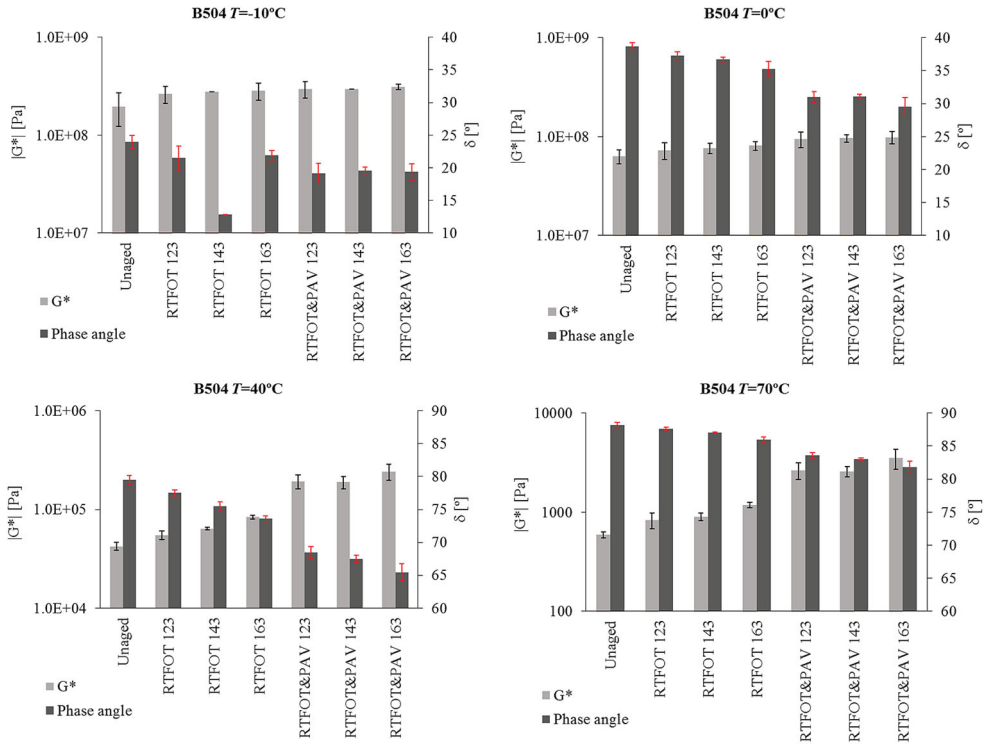 B504 T=-10ºC
1.0E+09
1.0E+08
1.0E+07
|G*| [Pa]
40
35
30
25
20
15
10
δ [º]
Unaged
RTFOT 123
RTFOT 143
RTFOT 163
RTFOT&PAV 123
RTFOT&PAV 143
RTFOT&PAV 163
G*
Phase angle
B504 T=0ºC
1.0E+09
1.0E+08
1.0E+07
|G*| [Pa]
40
35
30
25
20
15
10
δ [º]
Unaged
RTFOT 123
RTFOT 143
RTFOT 163
RTFOT&PAV 123
RTFOT&PAV 143
RTFOT&PAV 163
G*
Phase angle
B504 T=40ºC
1.0E+06
1.0E+05
1.0E+04
|G*| [Pa]
90
85
80
75
70
65
60
δ [º]
Unaged
RTFOT 123
RTFOT 143
RTFOT 163
RTFOT&PAV 123
RTFOT&PAV 143
RTFOT&PAV 163
G*
Phase angle
B504 T=70ºC
10000
1000
100
|G*| [Pa]
90
85
80
75
70
65
60
δ [º]
Unaged
RTFOT 123
RTFOT 143
RTFOT 163
RTFOT&PAV 123
RTFOT&PAV 143
RTFOT&PAV 163
G*
Phase angle